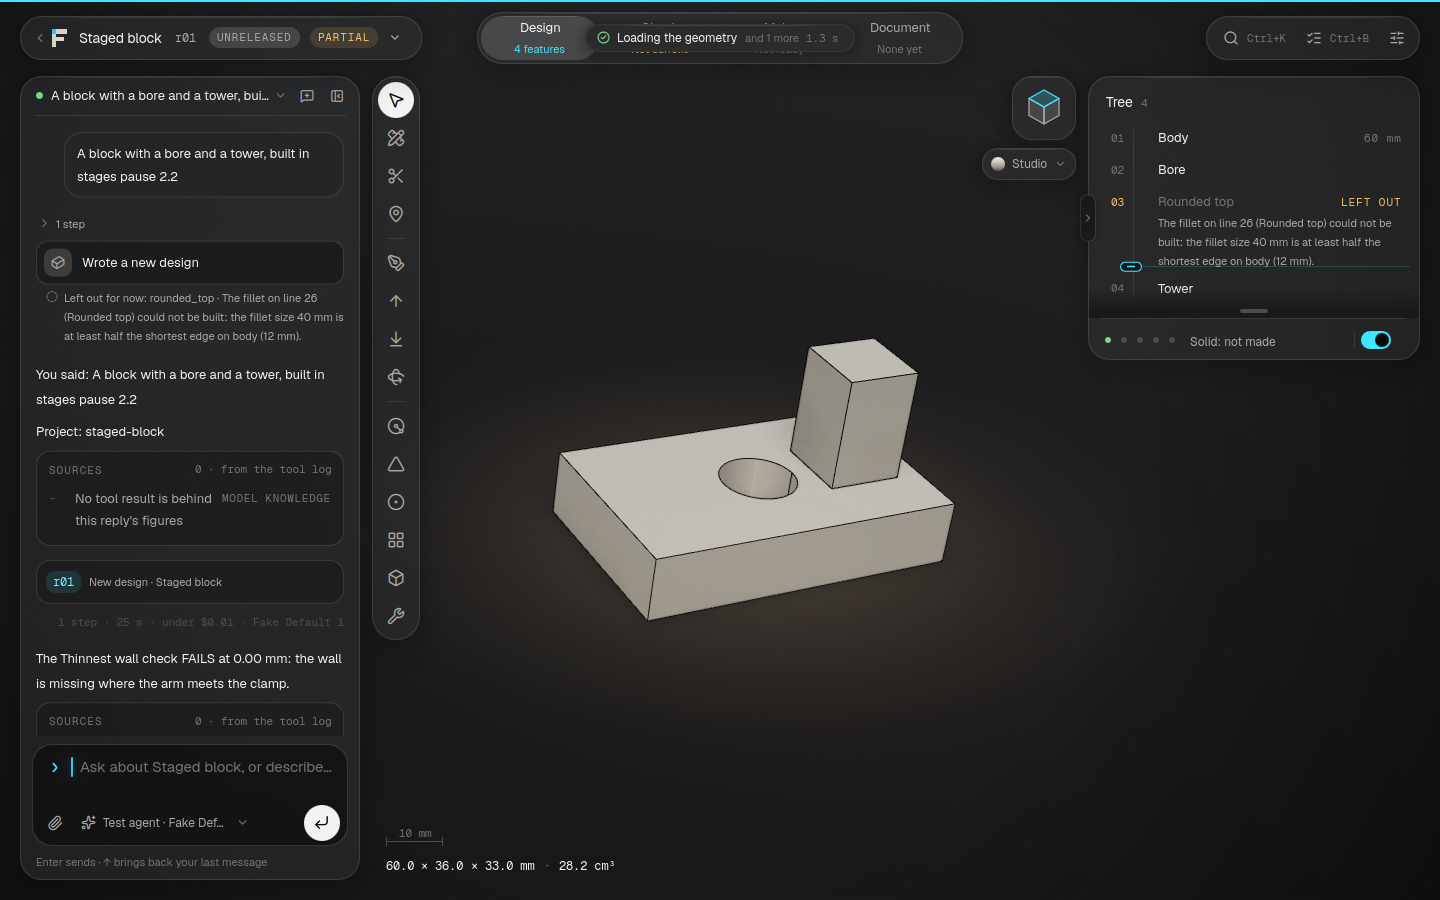 Staged block r01 UNRELEASED PARTIAL
Design
4 features
Loading the geometry and 1 more 1.3 s
Document
None yet
Ctrl+K Ctrl+B
A block with a bore and a tower, bui…
A block with a bore and a tower, built in
stages pause 2.2
1 step
Wrote a new design
Left out for now: rounded_top · The fillet on line 26
(Rounded top) could not be built: the fillet size 40 mm is
at least half the shortest edge on body (12 mm).
You said: A block with a bore and a tower, built in
stages pause 2.2
Project: staged-block
SOURCES 0 · from the tool log
– No tool result is behind MODEL KNOWLEDGE
this reply's figures
r01 New design · Staged block
1 step · 25 s · under $0.01 · Fake Default 1
The Thinnest wall check FAILS at 0.00 mm: the wall
is missing where the arm meets the clamp.
SOURCES 0 · from the tool log
Ask about Staged block, or describe…
Test agent · Fake Def…
Enter sends · ↑ brings back your last message
Studio
Tree 4
01 Body 60 mm
02 Bore
03 Rounded top LEFT OUT
The fillet on line 26 (Rounded top) could not be
built: the fillet size 40 mm is at least half the
shortest edge on body (12 mm).
04 Tower
Solid: not made
10 mm
60.0 × 36.0 × 33.0 mm · 28.2 cm³